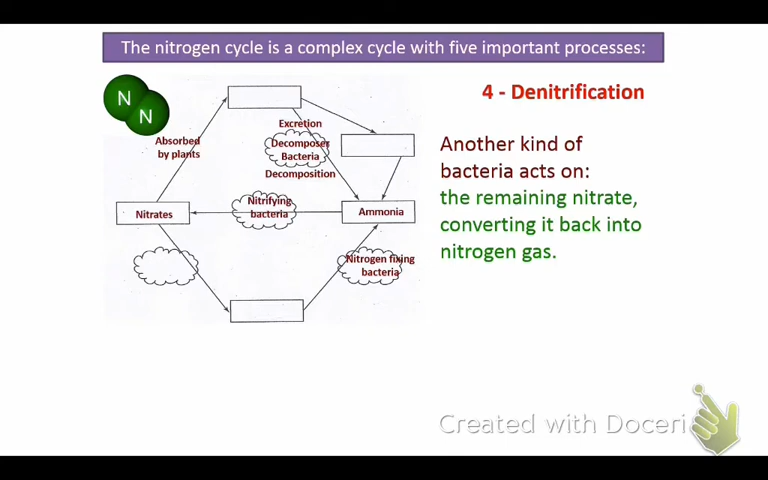 The nitrogen cycle is a complex cycle with five important processes:
N
N
4 - Denitrification
Another kind of
bacteria acts on:
the remaining nitrate,
converting it back into
nitrogen gas.
Absorbed
by plants
Excretion
Decomposer
Bacteria
Decomposition
Nitrates
Nitrifying
bacteria
Ammonia
Nitrogen fixing
bacteria
Created with Doceri